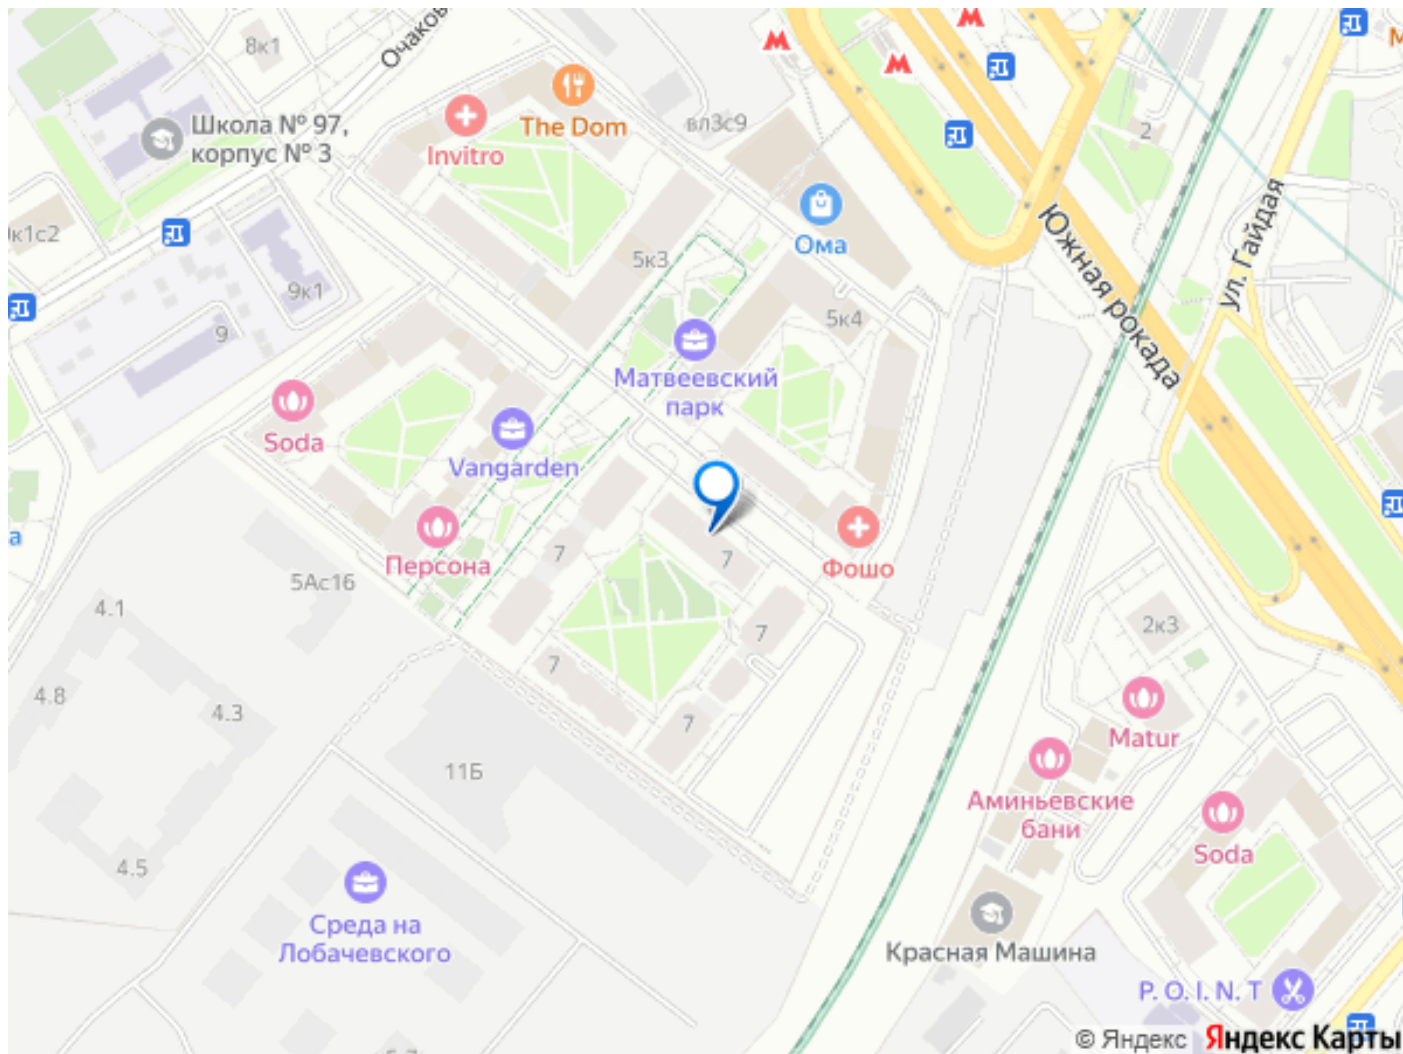 8к1
Очаков
Школа № 97,
корпус № 3
Invitro
The Dom
вл3с9
2
Ома
Южная рокада
ул. Гайдая
к1с2
9к1
9
5к3
5к4
Матвеевский
парк
Soda
Vangarden
Персона
Фошо
5Ас16
7
7
7
7
7
4.1
4.8
4.3
4.5
11Б
2к3
Matur
Аминьевские
бани
Soda
Среда на
Лобачевского
Красная Машина
P. O. I. N. T
© Яндекс Яндекс Карты